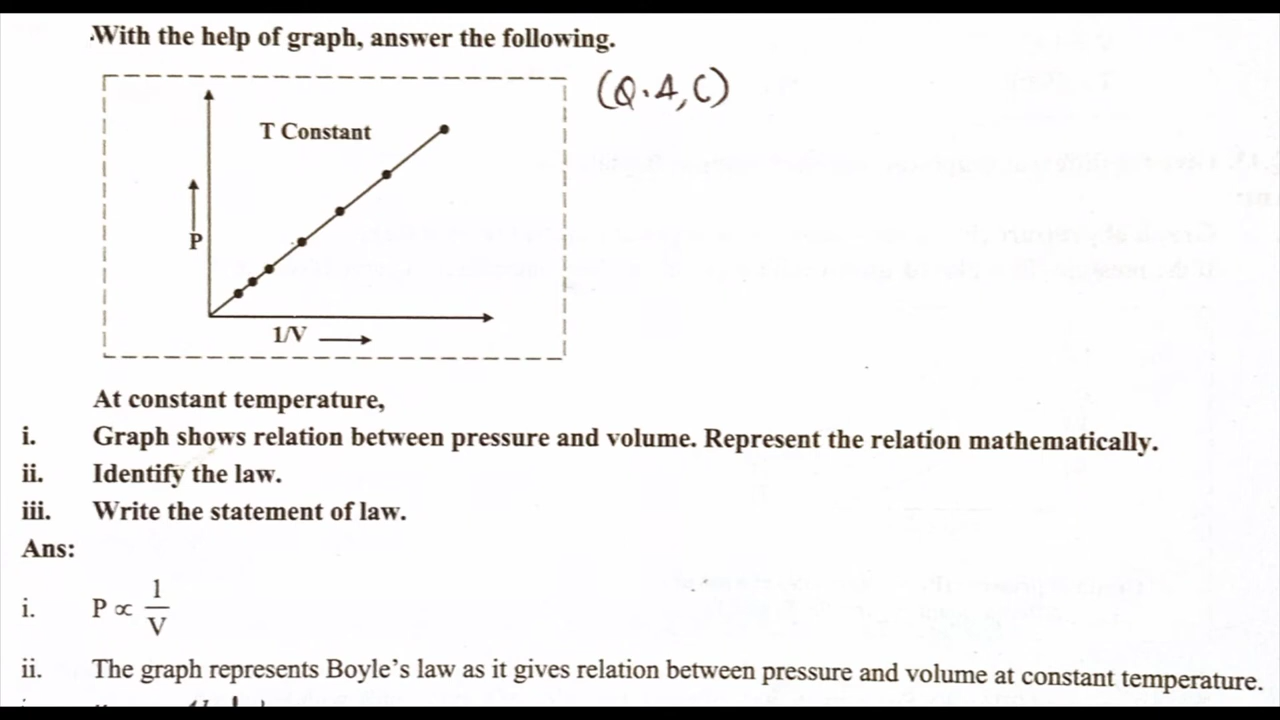 .With the help of graph, answer the following.
(Q.4, C)
T Constant
P
1/V
At constant temperature,
i. Graph shows relation between pressure and volume. Represent the relation mathematically.
ii. Identify the law.
iii. Write the statement of law.
Ans:
i. P ∝ 1/V
ii. The graph represents Boyle's law as it gives relation between pressure and volume at constant temperature.